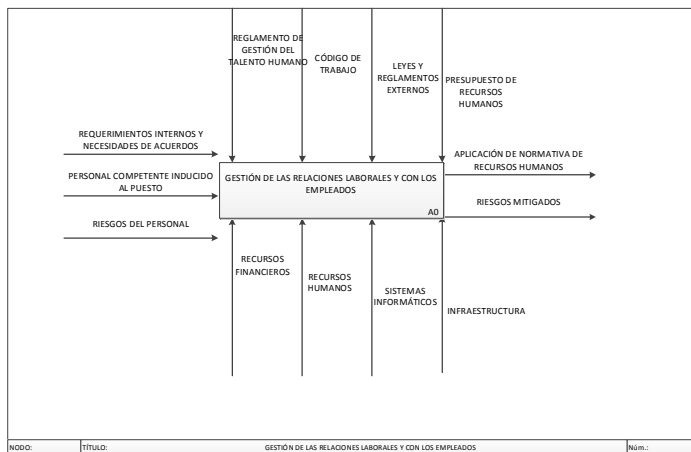 REGLAMENTO DE
GESTIÓN DEL
TALENTO HUMANO
CÓDIGO DE
TRABAJO
LEYES Y
REGLAMENTOS
EXTERNOS
PRESUPUESTO DE
RECURSOS
HUMANOS
REQUERIMIENTOS INTERNOS Y
NECESIDADES DE ACUERDOS
PERSONAL COMPETENTE INDUCIDO
AL PUESTO
RIESGOS DEL PERSONAL
GESTIÓN DE LAS RELACIONES LABORALES Y CON LOS
EMPLEADOS
A0
APLICACIÓN DE NORMATIVA DE
RECURSOS HUMANOS
RIESGOS MITIGADOS
RECURSOS
FINANCIEROS
RECURSOS
HUMANOS
SISTEMAS
INFORMÁTICOS
INFRAESTRUCTURA
NODO:
TÍTULO:
GESTIÓN DE LAS RELACIONES LABORALES Y CON LOS EMPLEADOS
Núm.: